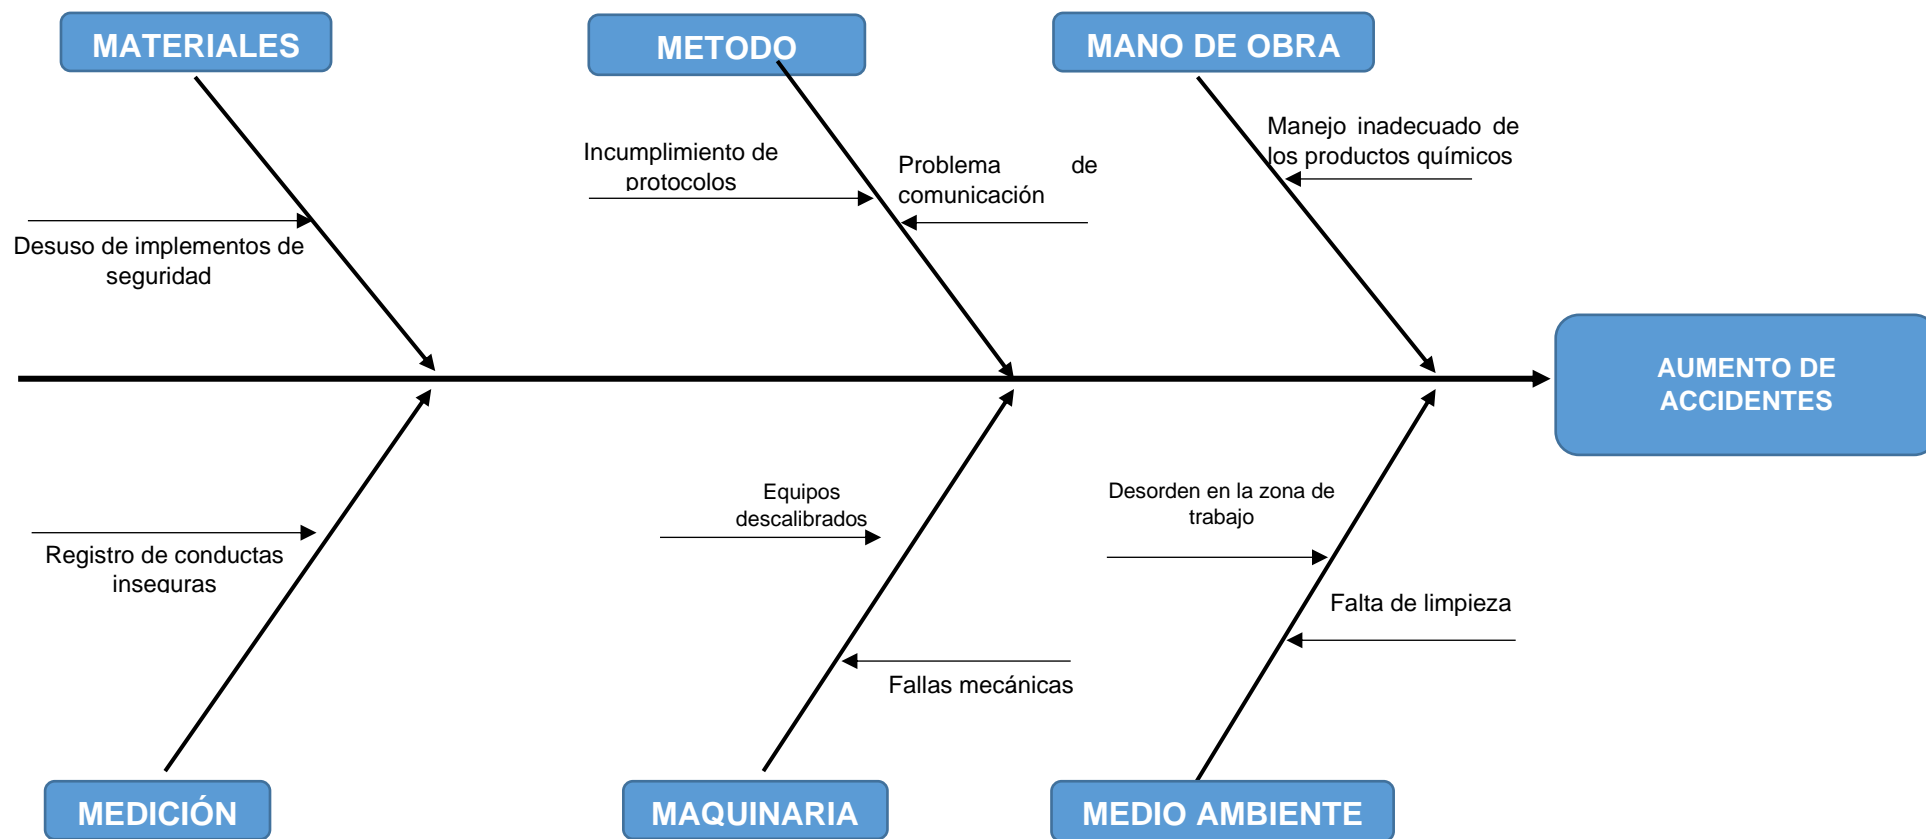 MATERIALES
METODO
MANO DE OBRA
Incumplimiento de
protocolos
Problema de
comunicación
Manejo inadecuado de
los productos químicos
Desuso de implementos de
seguridad
AUMENTO DE
ACCIDENTES
Registro de conductas
inseguras
Equipos
descalibrados
Desorden en la zona de
trabajo
Falta de limpieza
Fallas mecánicas
MEDICIÓN
MAQUINARIA
MEDIO AMBIENTE